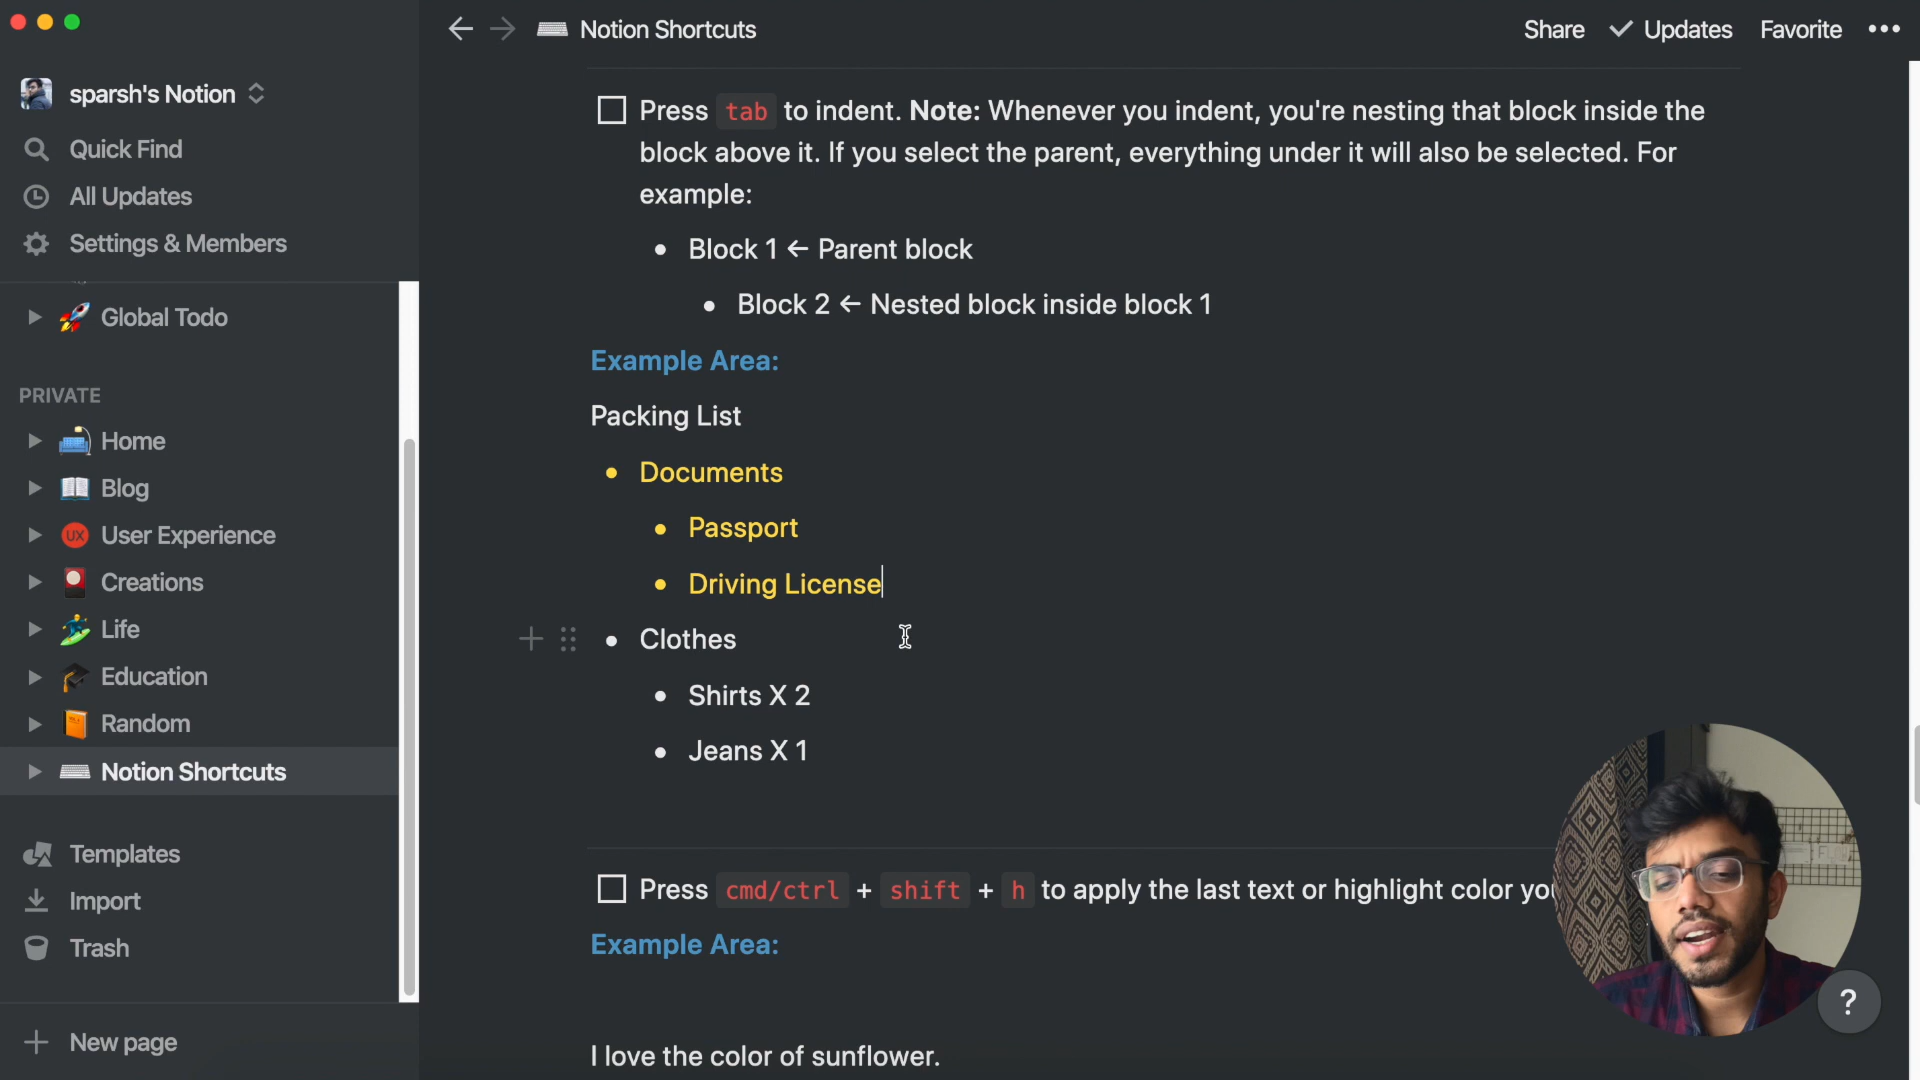 sparsh's Notion
Quick Find
All Updates
Settings & Members
Global Todo
PRIVATE
Home
Blog
UX User Experience
Creations
Life
Education
Random
Notion Shortcuts
Templates
Import
Trash
New page
Notion Shortcuts
Share Updates Favorite
Press tab to indent. Note: Whenever you indent, you're nesting that block inside the
block above it. If you select the parent, everything under it will also be selected. For
example:
• Block 1 ← Parent block
• Block 2 ← Nested block inside block 1
Example Area:
Packing List
• Documents
• Passport
• Driving License
• Clothes
• Shirts X 2
• Jeans X 1
Press cmd/ctrl + shift + h to apply the last text or highlight color
Example Area:
I love the color of sunflower.
?